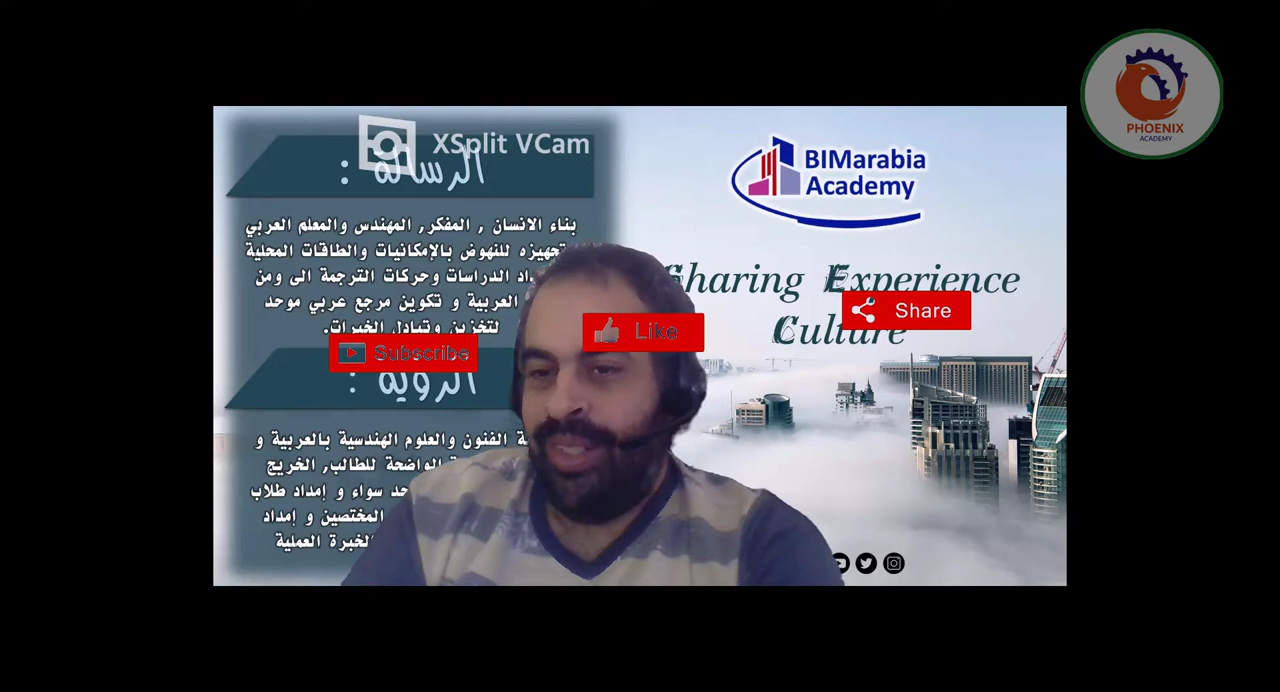 PHOENIX
ACADEMY
XSplit VCam
الرسالة :
بناء الانسان , المفكر, المهندس والمعلم العربي
تجهيزه للنهوض بالإمكانيات والطاقات المحلية
داد الدراسات وحركات الترجمة الى ومن
العربية و تكوين مرجع عربي موحد
لتخزين وتبادل الخبرات.
الرؤية :
الفنون والعلوم الهندسية بالعربية و
الواضحة للطالب, الخريج
حد سواء و إمداد طلاب
المختصين و إمداد
الخبرة العملية
BIMarabia
Academy
Sharing Experience
Culture
Subscribe
Like
Share